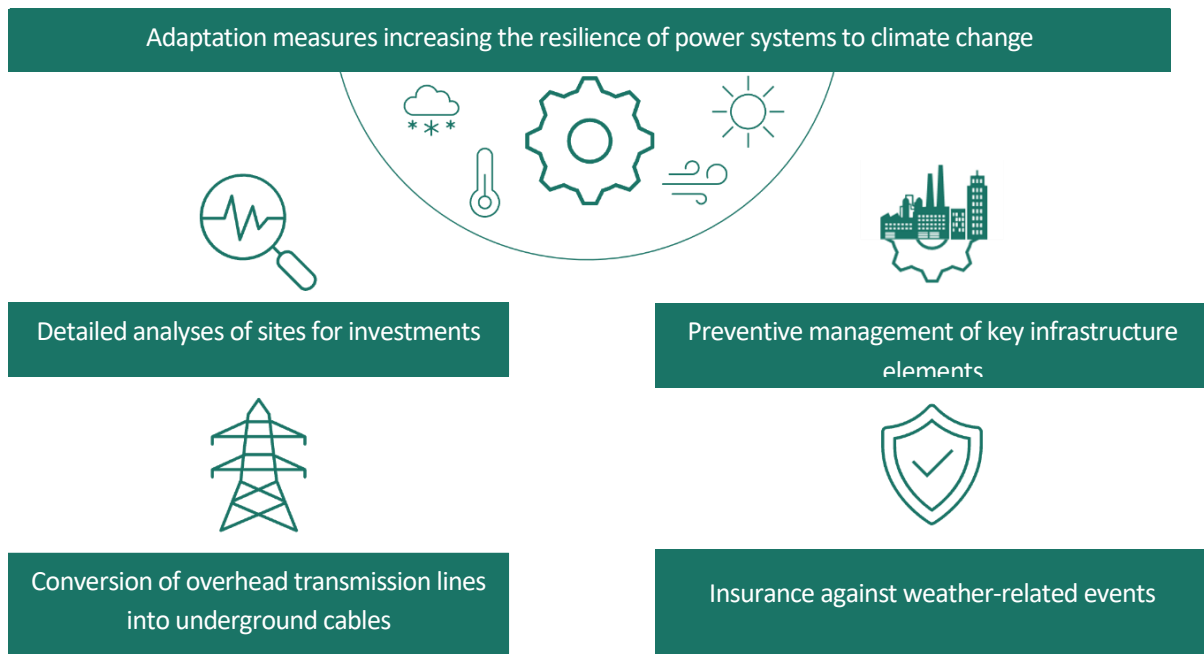 Adaptation measures increasing the resilience of power systems to climate change
Detailed analyses of sites for investments
Preventive management of key infrastructure
elements
Conversion of overhead transmission lines
into underground cables
Insurance against weather-related events